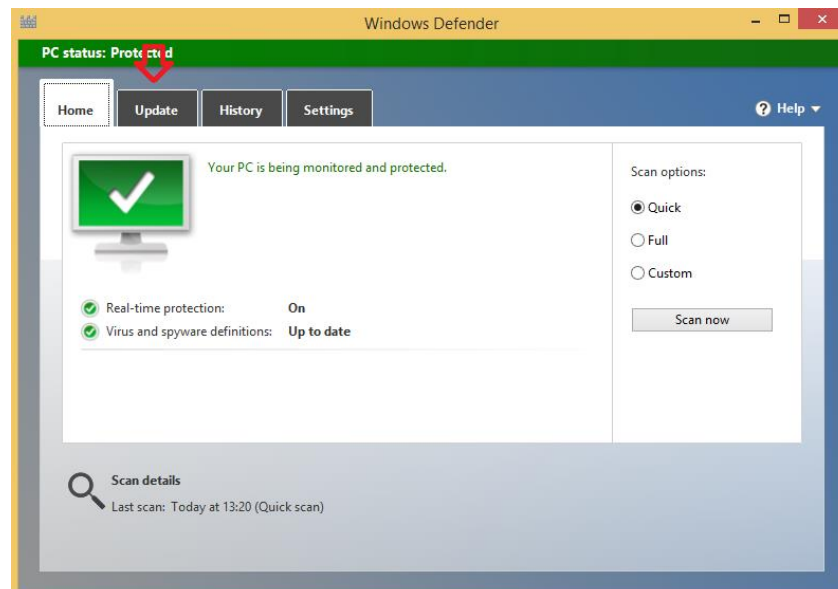 Windows Defender
PC status: Protected
Home Update History Settings Help
Your PC is being monitored and protected.
Scan options:
Quick
Full
Custom
Real-time protection: On
Scan now
Virus and spyware definitions: Up to date
Scan details
Last scan: Today at 13:20 (Quick scan)